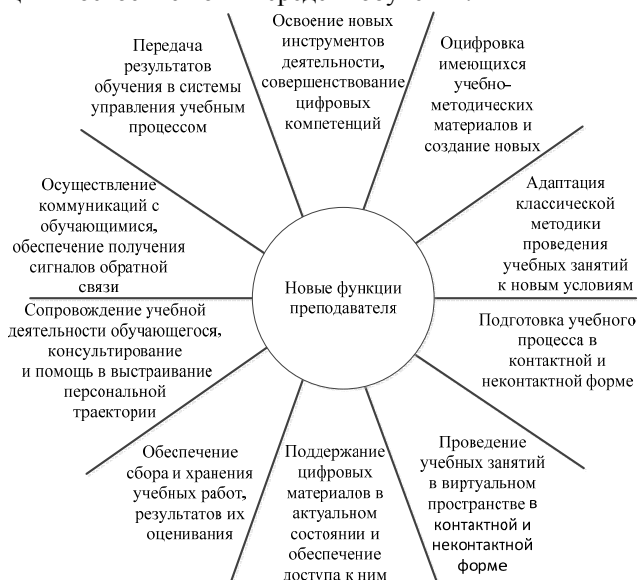 Освоение новых
инструментов
деятельности,
совершенствование
цифровых
компетенций
Оцифровка
имеющихся
учебно-
методических
материалов и
создание новых
Адаптация
классической
методики
проведения
учебных занятий
к новым условиям
Подготовка учебного
процесса в
контактной и
неконтактной форме
Проведение
учебных занятий
в виртуальном
пространстве в
контактной и
неконтактной
форме
Поддержание
цифровых
материалов в
актуальном
состоянии и
обеспечение
доступа к ним
Обеспечение
сбора и хранения
учебных работ,
результатов их
оценивания
Сопровождение учебной
деятельности обучающегося,
консультирование
и помощь в выстраивание
персональной
траектории
Осуществление
коммуникаций с
обучающимися,
обеспечение получения
сигналов обратной
связи
Передача
результатов
обучения в системы
управления учебным
процессом
Новые функции
преподавателя